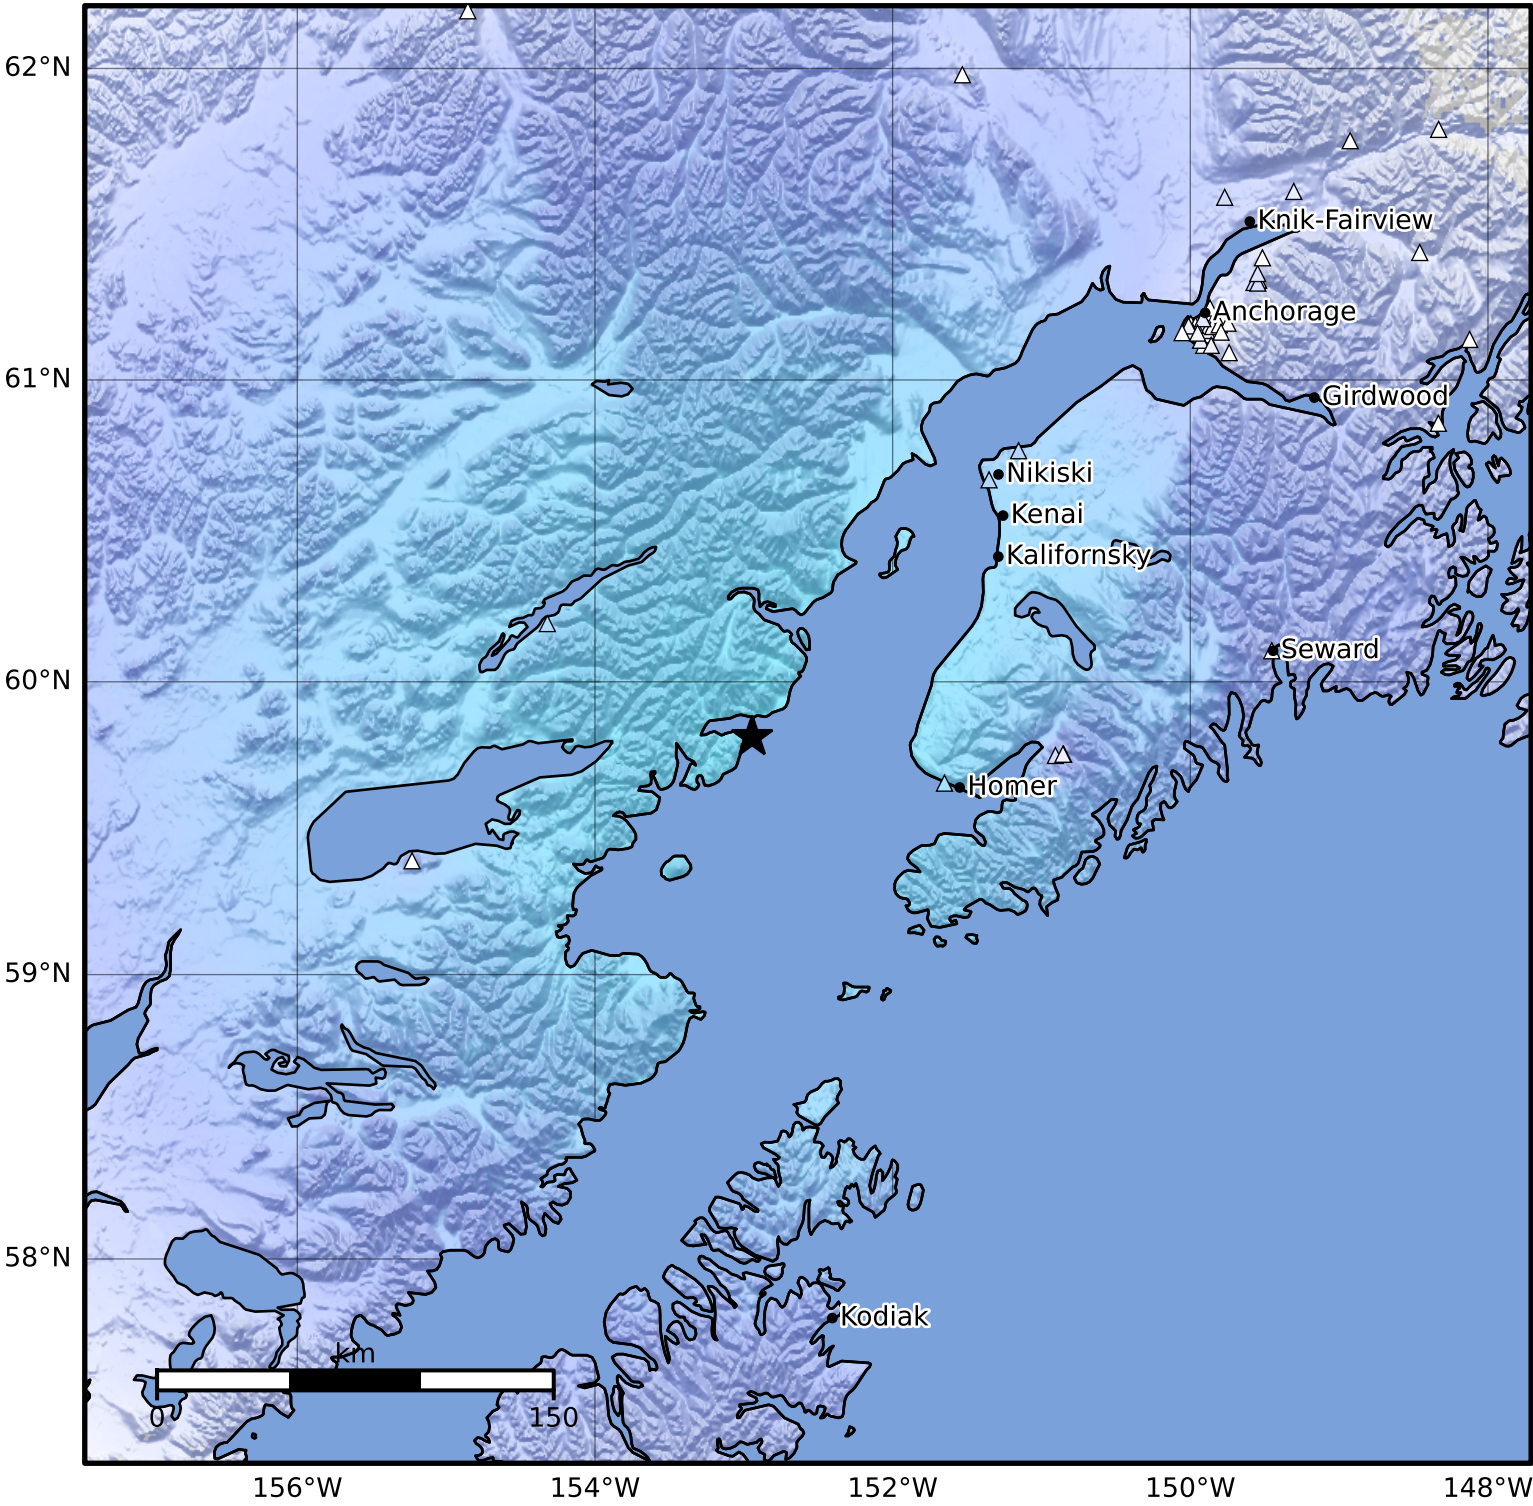 62°N
Knik-Fairview
Anchorage
61°N
Girdwood
Nikiski
Kenai
Kalifornsky
60°N
Seward
Homer
59°N
58°N
Kodiak
km
0
150
156°W
154°W
152°W
150°W
148°W